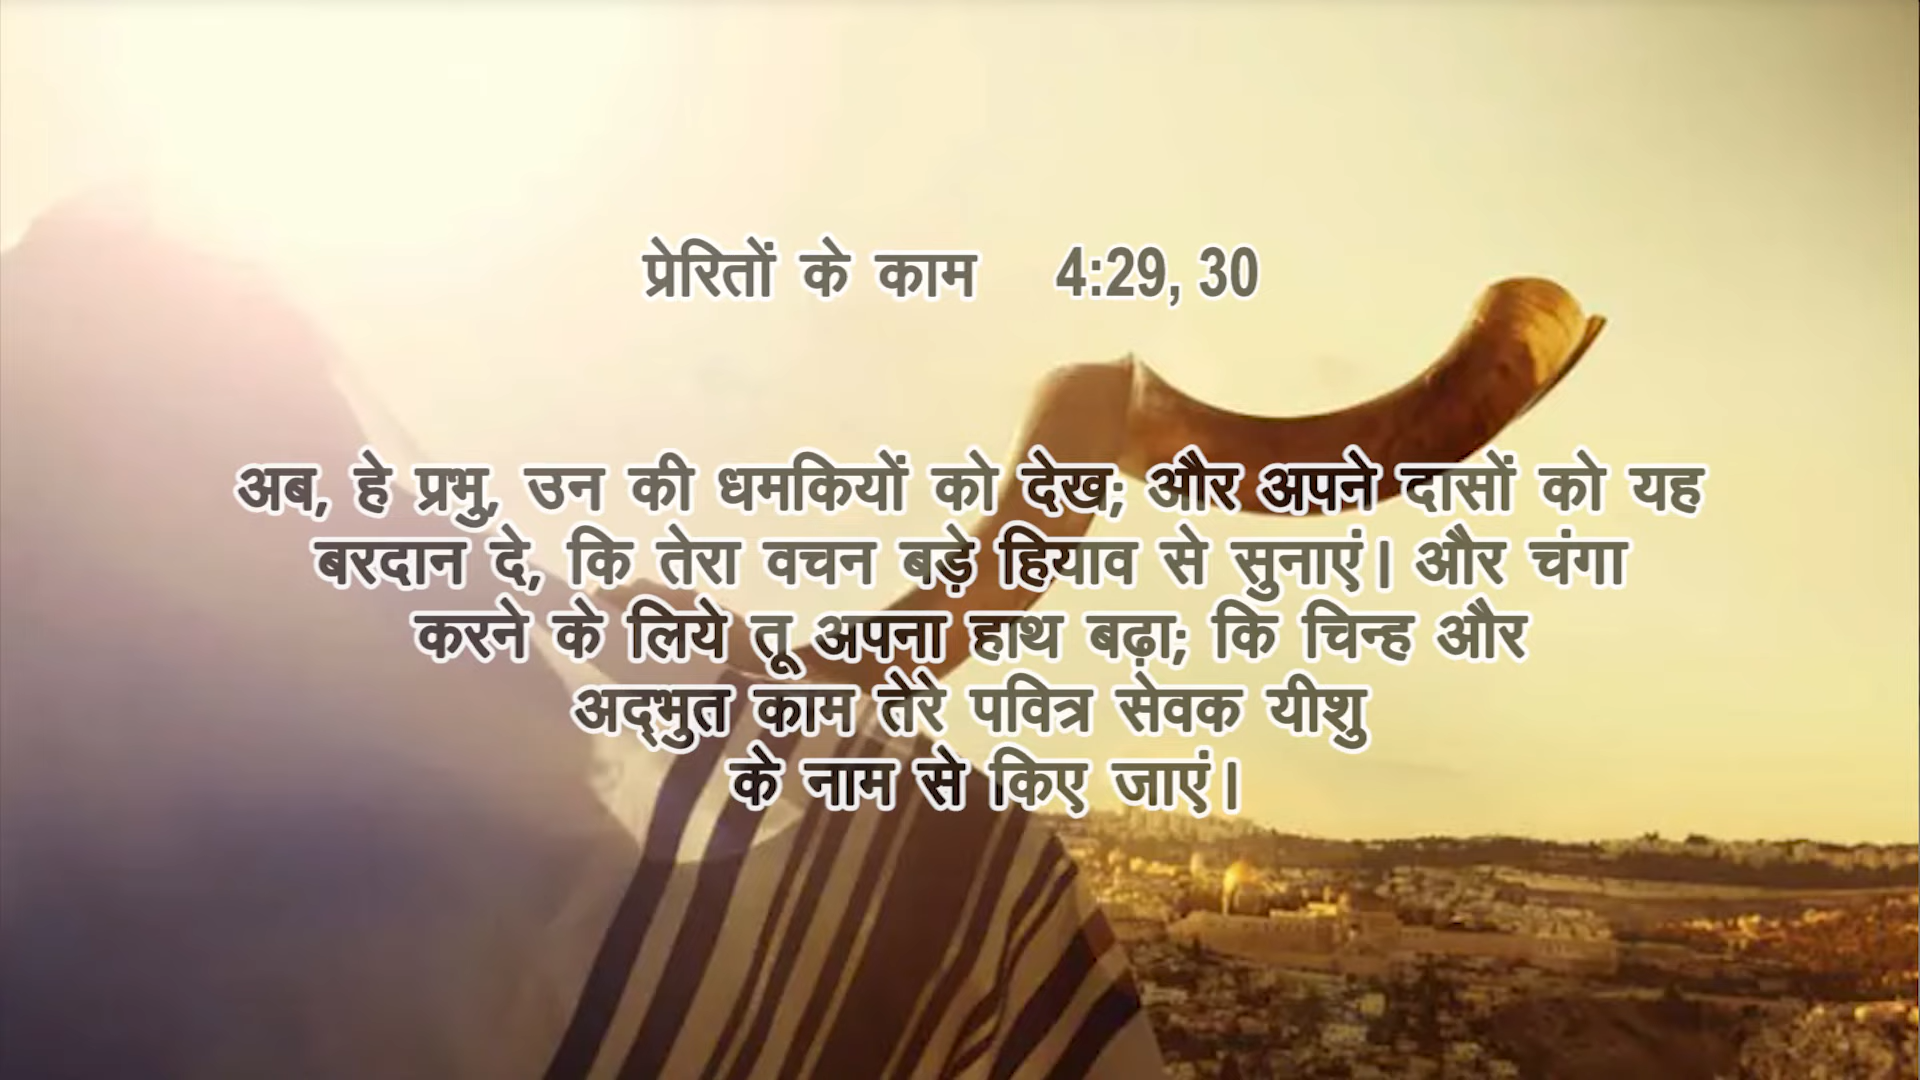 प्रेरितों के काम 4:29, 30
अब, हे प्रभु, उन की धमकियों को देख; और अपने दासों को यह
बरदान दे, कि तेरा वचन बड़े हियाव से सुनाएं। और चंगा
करने के लिये तू अपना हाथ बढ़ा; कि चिन्ह और
अद्‌भुत काम तेरे पवित्र सेवक यीशु
के नाम से किए जाएं।